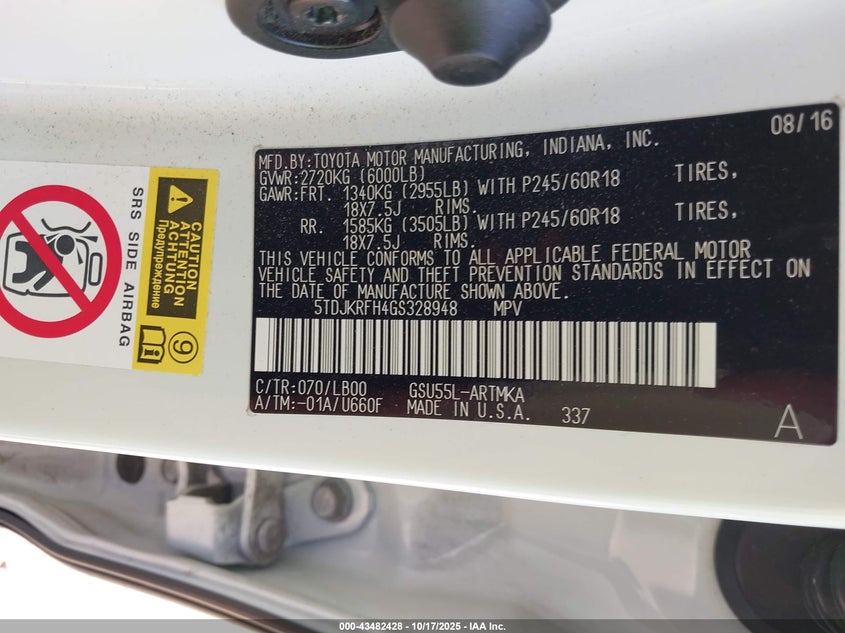 08/16
MFD.BY:TOYOTA MOTOR MANUFACTURING, INDIANA, INC.
GVWR:2720KG (6000LB)
GAWR:FRT. 1340KG (2955LB) WITH P245/60R18 TIRES,
18X7.5J RIMS.
RR. 1585KG (3505LB) WITH P245/60R18 TIRES,
18X7.5J RIMS.
THIS VEHICLE CONFORMS TO ALL APPLICABLE FEDERAL MOTOR
VEHICLE SAFETY AND THEFT PREVENTION STANDARDS IN EFFECT ON
THE DATE OF MANUFACTURE SHOWN ABOVE.
5TDJKRFH4GS328948 MPV
C/TR:070/LB00 GSU55L-ARTMKA
A/TM:-01A/U660F MADE IN U.S.A. 337
A
SRS SIDE AIRBAG
CAUTION
ATTENTION
ACHTUNG
Предупреждение
9
000-43482428 - 10/17/2025 - IAA Inc.